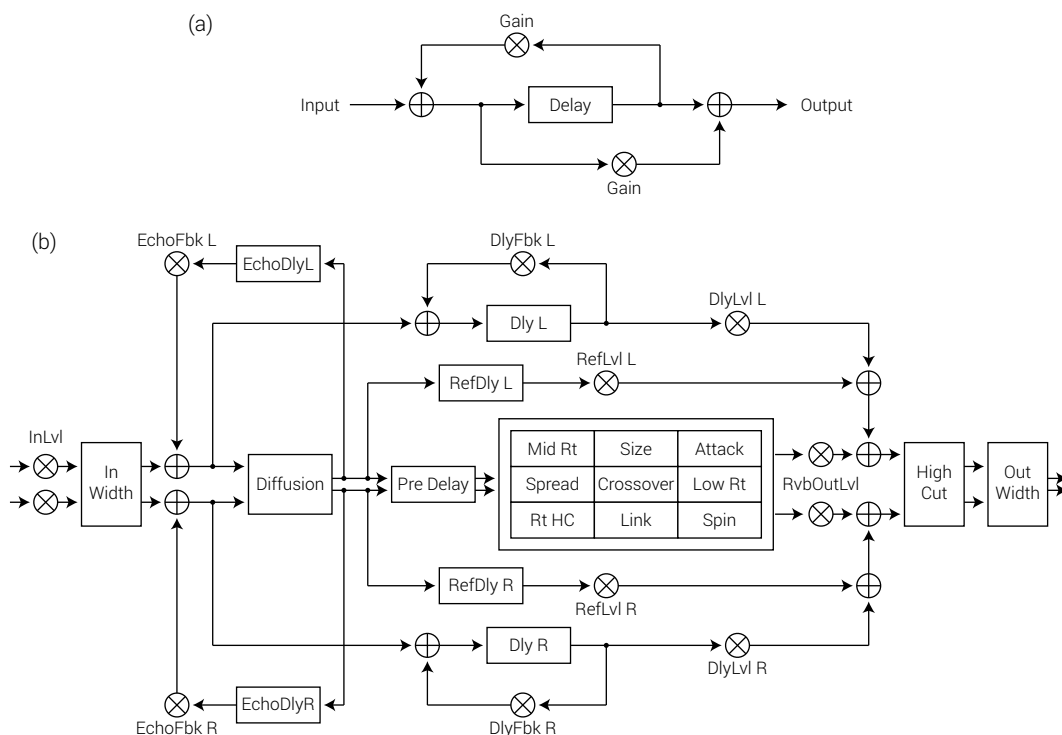 (a)
Gain
Input
Delay
Output
Gain
(b)
EchoFbk L
EchoDlyL
DlyFbk L
Dly L
DlyLvl L
RefDly L
RefLvl L
InLvl
In
Width
Diffusion
Pre Delay
Mid Rt
Size
Attack
Spread
Crossover
Low Rt
Rt HC
Link
Spin
RvbOutLvl
High
Cut
Out
Width
RefDly R
RefLvl R
Dly R
DlyLvl R
EchoDlyR
EchoFbk R
DlyFbk R